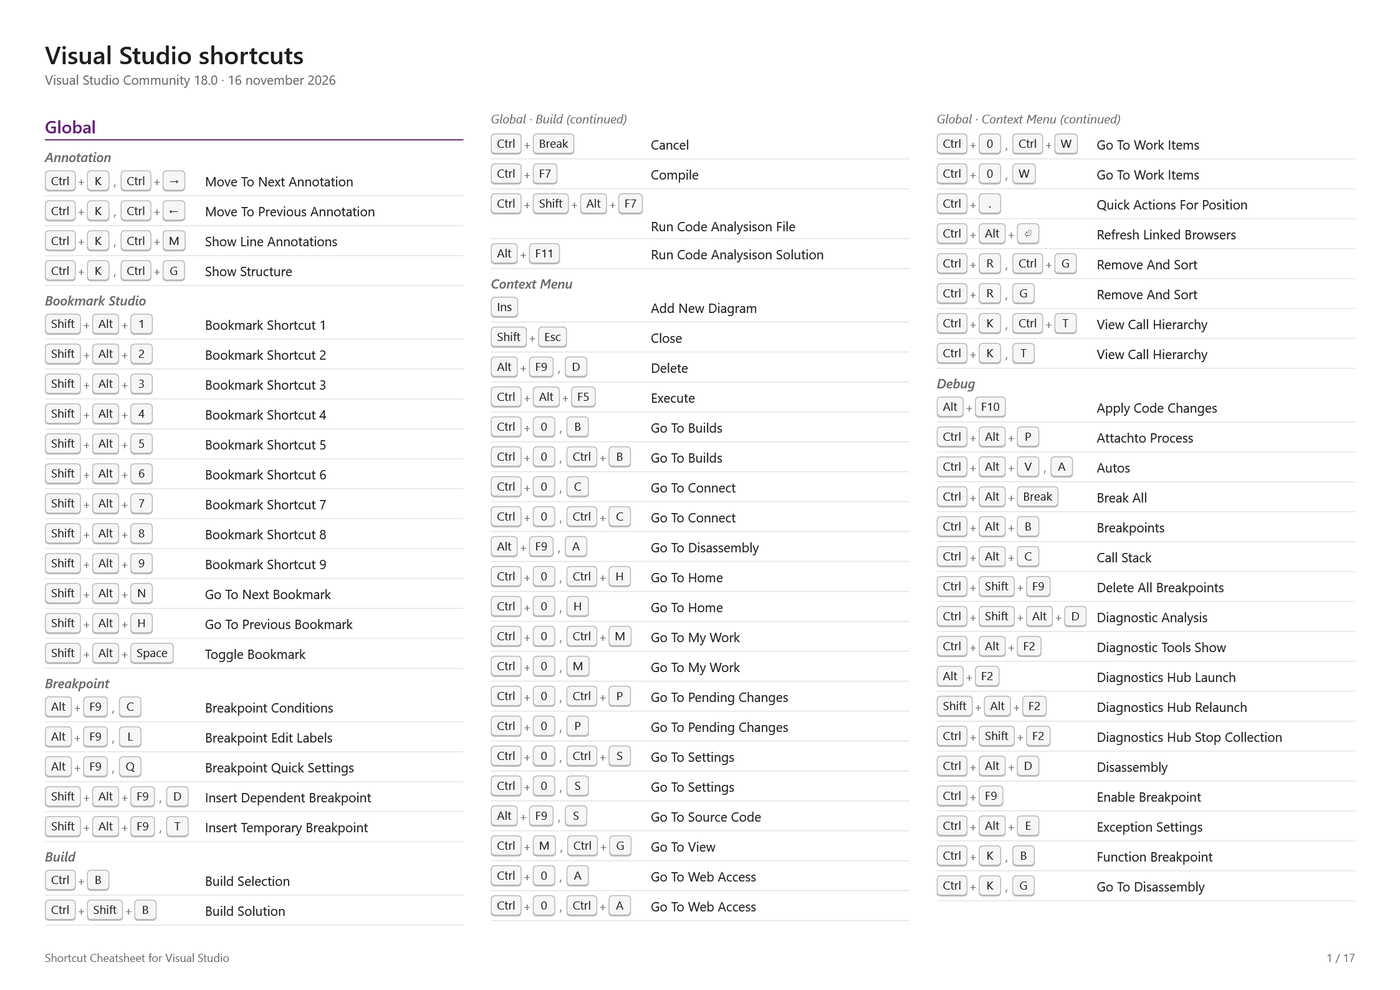 Visual Studio shortcuts
Visual Studio Community 18.0 · 16 november 2026
Global
Annotation
Ctrl + K , Ctrl + → Move To Next Annotation
Ctrl + K , Ctrl + ← Move To Previous Annotation
Ctrl + K , Ctrl + M Show Line Annotations
Ctrl + K , Ctrl + G Show Structure
Bookmark Studio
Shift + Alt + 1 Bookmark Shortcut 1
Shift + Alt + 2 Bookmark Shortcut 2
Shift + Alt + 3 Bookmark Shortcut 3
Shift + Alt + 4 Bookmark Shortcut 4
Shift + Alt + 5 Bookmark Shortcut 5
Shift + Alt + 6 Bookmark Shortcut 6
Shift + Alt + 7 Bookmark Shortcut 7
Shift + Alt + 8 Bookmark Shortcut 8
Shift + Alt + 9 Bookmark Shortcut 9
Shift + Alt + N Go To Next Bookmark
Shift + Alt + H Go To Previous Bookmark
Shift + Alt + Space Toggle Bookmark
Breakpoint
Alt + F9 , C Breakpoint Conditions
Alt + F9 , L Breakpoint Edit Labels
Alt + F9 , Q Breakpoint Quick Settings
Shift + Alt + F9 , D Insert Dependent Breakpoint
Shift + Alt + F9 , T Insert Temporary Breakpoint
Build
Ctrl + B Build Selection
Ctrl + Shift + B Build Solution
Global · Build (continued)
Ctrl + Break Cancel
Ctrl + F7 Compile
Ctrl + Shift + Alt + F7
Run Code Analysison File
Alt + F11 Run Code Analysison Solution
Context Menu
Ins Add New Diagram
Shift + Esc Close
Alt + F9 , D Delete
Ctrl + Alt + F5 Execute
Ctrl + 0 , B Go To Builds
Ctrl + 0 , Ctrl + B Go To Builds
Ctrl + 0 , C Go To Connect
Ctrl + 0 , Ctrl + C Go To Connect
Alt + F9 , A Go To Disassembly
Ctrl + 0 , Ctrl + H Go To Home
Ctrl + 0 , H Go To Home
Ctrl + 0 , Ctrl + M Go To My Work
Ctrl + 0 , M Go To My Work
Ctrl + 0 , Ctrl + P Go To Pending Changes
Ctrl + 0 , P Go To Pending Changes
Ctrl + 0 , Ctrl + S Go To Settings
Ctrl + 0 , S Go To Settings
Alt + F9 , S Go To Source Code
Ctrl + M , Ctrl + G Go To View
Ctrl + 0 , A Go To Web Access
Ctrl + 0 , Ctrl + A Go To Web Access
Global · Context Menu (continued)
Ctrl + 0 , Ctrl + W Go To Work Items
Ctrl + 0 , W Go To Work Items
Ctrl + . Quick Actions For Position
Ctrl + Alt + ⏎ Refresh Linked Browsers
Ctrl + R , Ctrl + G Remove And Sort
Ctrl + R , G Remove And Sort
Ctrl + K , Ctrl + T View Call Hierarchy
Ctrl + K , T View Call Hierarchy
Debug
Alt + F10 Apply Code Changes
Ctrl + Alt + P Attachto Process
Ctrl + Alt + V , A Autos
Ctrl + Alt + Break Break All
Ctrl + Alt + B Breakpoints
Ctrl + Alt + C Call Stack
Ctrl + Shift + F9 Delete All Breakpoints
Ctrl + Shift + Alt + D Diagnostic Analysis
Ctrl + Alt + F2 Diagnostic Tools Show
Alt + F2 Diagnostics Hub Launch
Shift + Alt + F2 Diagnostics Hub Relaunch
Ctrl + Shift + F2 Diagnostics Hub Stop Collection
Ctrl + Alt + D Disassembly
Ctrl + F9 Enable Breakpoint
Ctrl + Alt + E Exception Settings
Ctrl + K , B Function Breakpoint
Ctrl + K , G Go To Disassembly
Shortcut Cheatsheet for Visual Studio
1 / 17